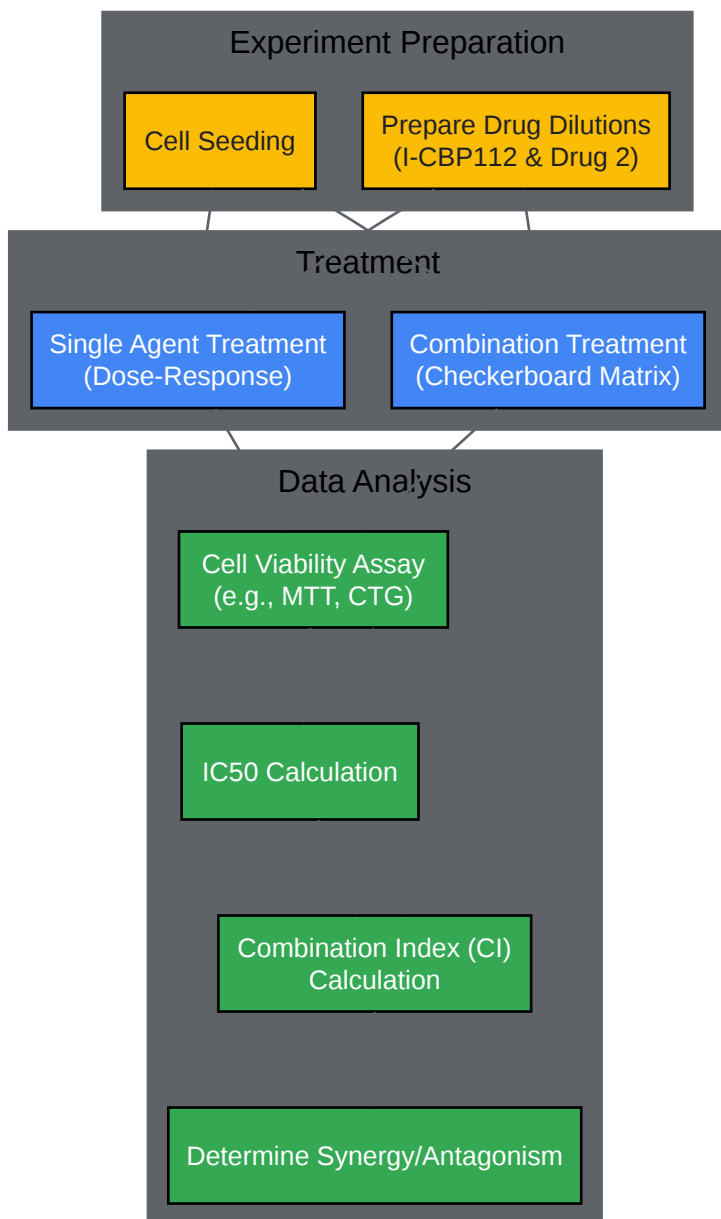 Experiment Preparation
Cell Seeding
Prepare Drug Dilutions
(I-CBP112 & Drug 2)
Treatment
Single Agent Treatment
(Dose-Response)
Combination Treatment
(Checkerboard Matrix)
Data Analysis
Cell Viability Assay
(e.g., MTT, CTG)
IC50 Calculation
Combination Index (CI)
Calculation
Determine Synergy/Antagonism